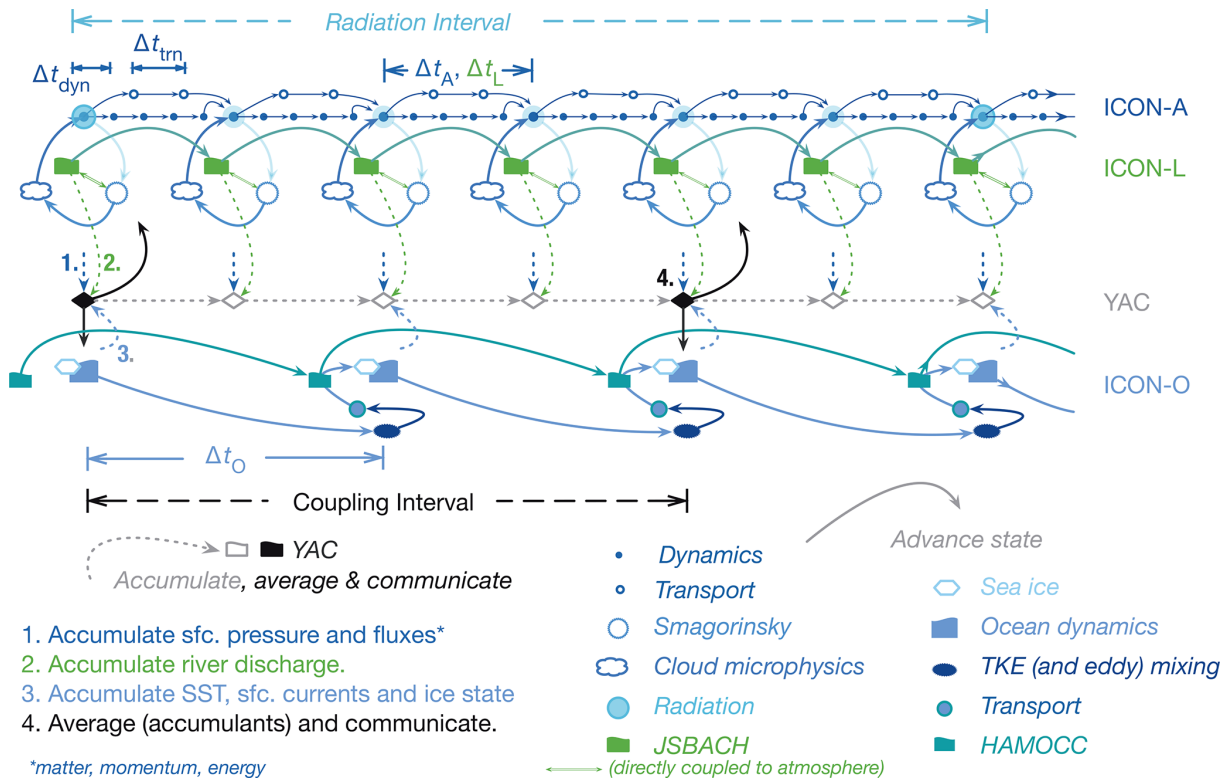 Radiation Interval
Δt_dyn
Δt_trn
Δt_A, Δt_L
ICON-A
ICON-L
1.
2.
4.
YAC
3.
ICON-O
Δt_O
Coupling Interval
YAC
Accumulate, average & communicate
Advance state
1. Accumulate sfc. pressure and fluxes*
2. Accumulate river discharge.
3. Accumulate SST, sfc. currents and ice state
4. Average (accumulants) and communicate.
*matter, momentum, energy
Dynamics
Transport
Smagorinsky
Cloud microphysics
Radiation
JSBACH
(directly coupled to atmosphere)
Sea ice
Ocean dynamics
TKE (and eddy) mixing
Transport
HAMOCC